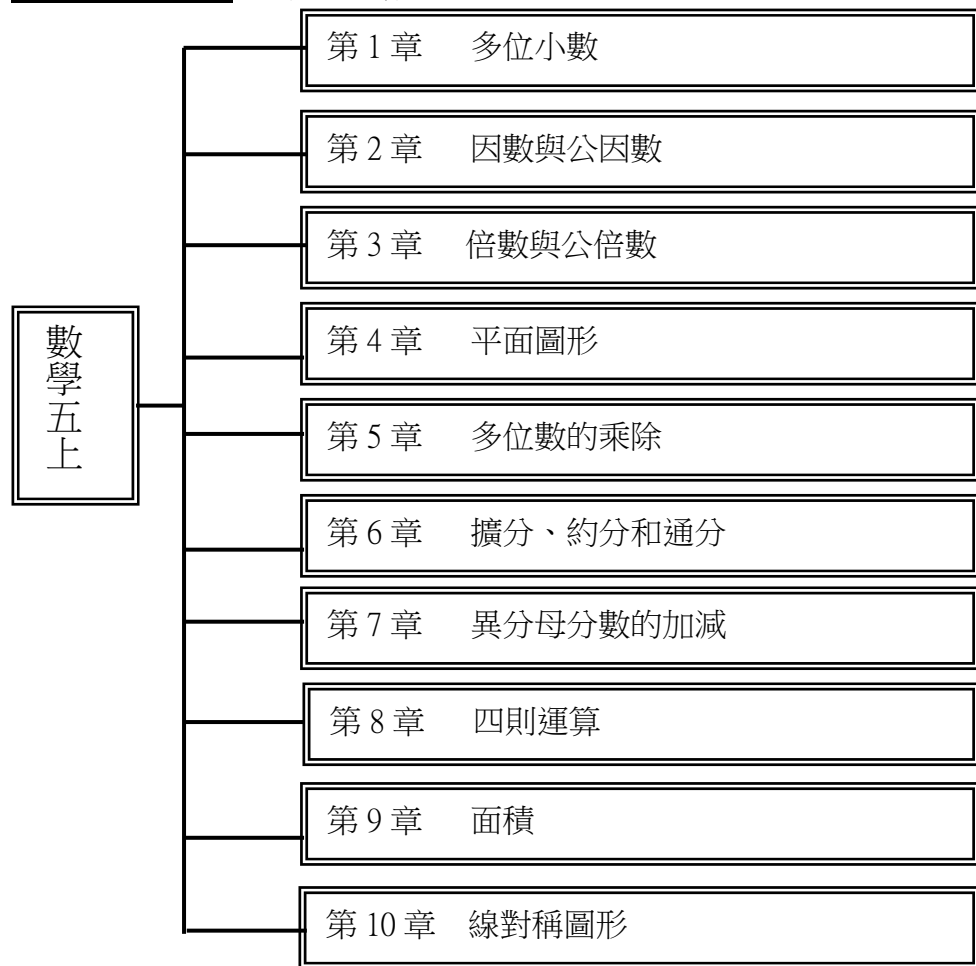 第 1 章 多位小數
第 2 章 因數與公因數
第 3 章 倍數與公倍數
第 4 章 平面圖形
數學五上
第 5 章 多位數的乘除
第 6 章 擴分、約分和通分
第 7 章 異分母分數的加減
第 8 章 四則運算
第 9 章 面積
第 10 章 線對稱圖形